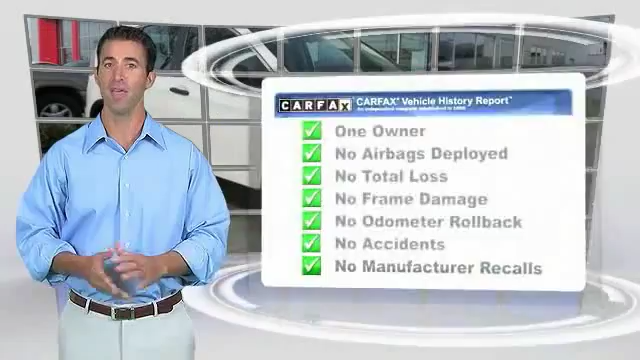 CARFAX CARFAX Vehicle History Report™
One Owner
No Airbags Deployed
No Total Loss
No Frame Damage
No Odometer Rollback
No Accidents
No Manufacturer Recalls